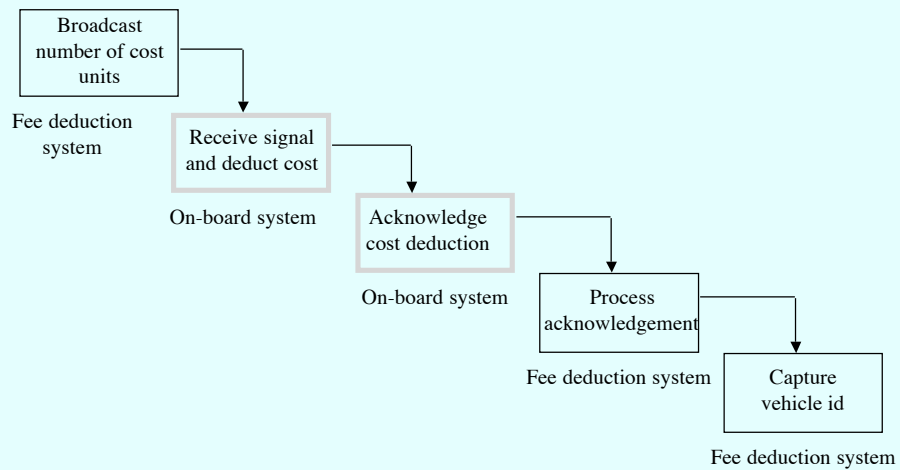 Broadcast
number of cost
units
Fee deduction
system
Receive signal
and deduct cost
On-board system
Acknowledge
cost deduction
On-board system
Process
acknowledgement
Fee deduction system
Capture
vehicle id
Fee deduction system